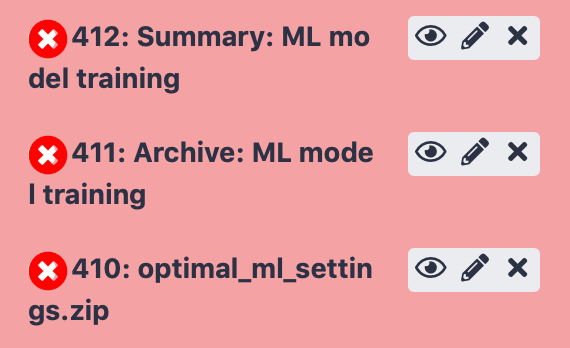 412: Summary: ML mo
del training
411: Archive: ML mode
l training
410: optimal_ml_settin
gs.zip